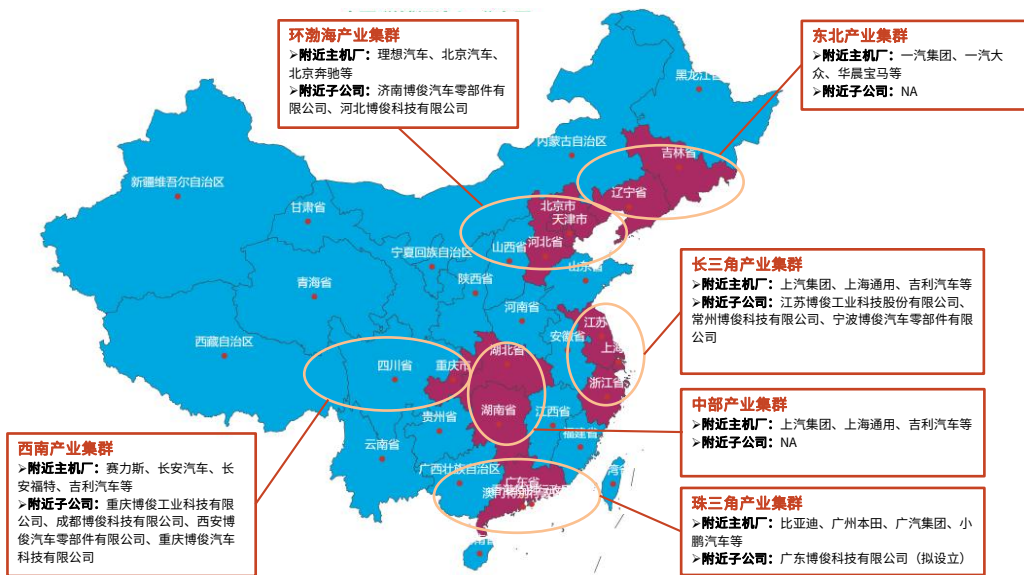 环渤海产业集群
➢附近主机厂：理想汽车、北京汽车、
北京奔驰等
➢附近子公司：济南博俊汽车零部件有
限公司、河北博俊科技有限公司
东北产业集群
➢附近主机厂：一汽集团、一汽大
众、华晨宝马等
➢附近子公司：NA
黑龙江省
内蒙古自治区
吉林省
新疆维吾尔自治区
辽宁省
甘肃省
北京市
天津市
宁夏回族自治区
山西省
河北省
山东省
青海省
陕西省
河南省
长三角产业集群
➢附近主机厂：上汽集团、上海通用、吉利汽车等
➢附近子公司：江苏博俊工业科技股份有限公司、
常州博俊科技有限公司、宁波博俊汽车零部件有限
公司
江苏
安徽省
上海
西藏自治区
四川省
重庆市
湖北省
浙江省
湖南省
江西省
贵州省
福建省
云南省
广西壮族自治区
广东省
中部产业集群
➢附近主机厂：上汽集团、上海通用、吉利汽车等
➢附近子公司：NA
西南产业集群
➢附近主机厂：赛力斯、长安汽车、长
安福特、吉利汽车等
➢附近子公司：重庆博俊工业科技有限
公司、成都博俊科技有限公司、西安博
俊汽车零部件有限公司、重庆博俊汽车
科技有限公司
珠三角产业集群
➢附近主机厂：比亚迪、广州本田、广汽集团、小
鹏汽车等
➢附近子公司：广东博俊科技有限公司（拟设立）